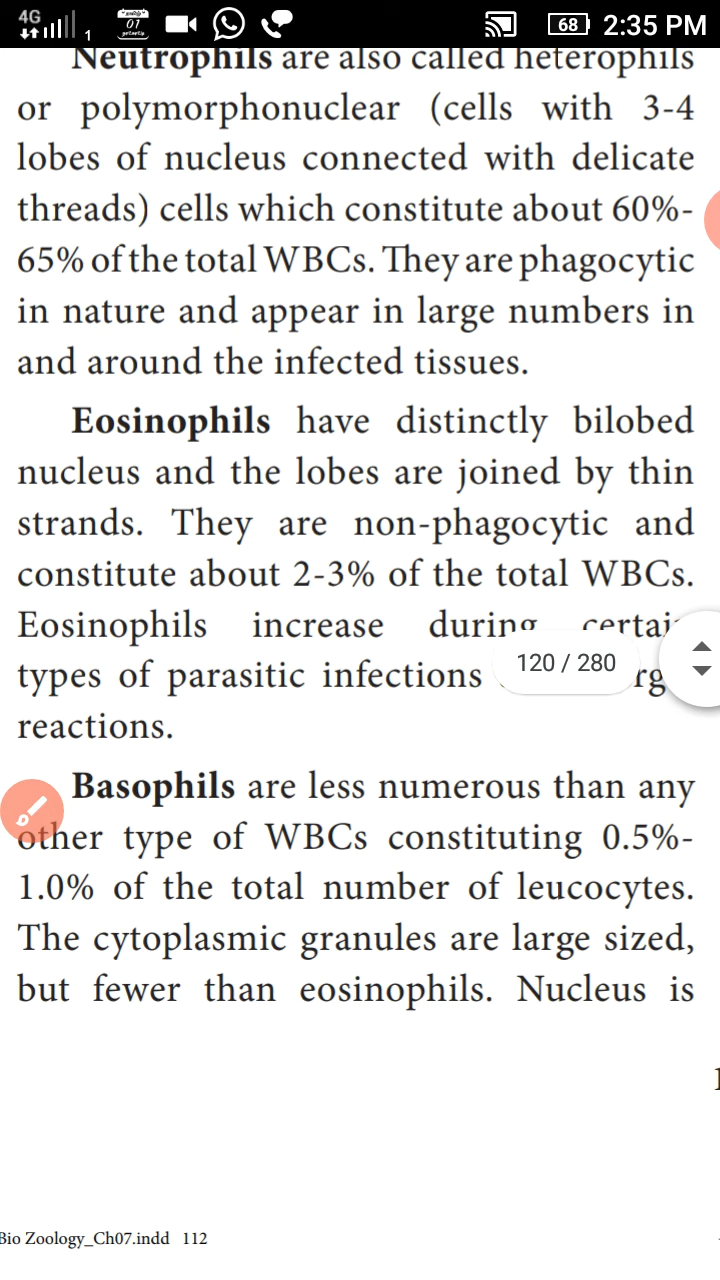 4G 1 07 68 2:35 PM
Neutrophils are also called heterophils
or polymorphonuclear (cells with 3-4
lobes of nucleus connected with delicate
threads) cells which constitute about 60%-
65% of the total WBCs. They are phagocytic
in nature and appear in large numbers in
and around the infected tissues.
Eosinophils have distinctly bilobed
nucleus and the lobes are joined by thin
strands. They are non-phagocytic and
constitute about 2-3% of the total WBCs.
Eosinophils increase during
types of parasitic infections
120 / 280
reactions.
Basophils are less numerous than any
other type of WBCs constituting 0.5%-
1.0% of the total number of leucocytes.
The cytoplasmic granules are large sized,
but fewer than eosinophils. Nucleus is
Bio Zoology_Ch07.indd 112